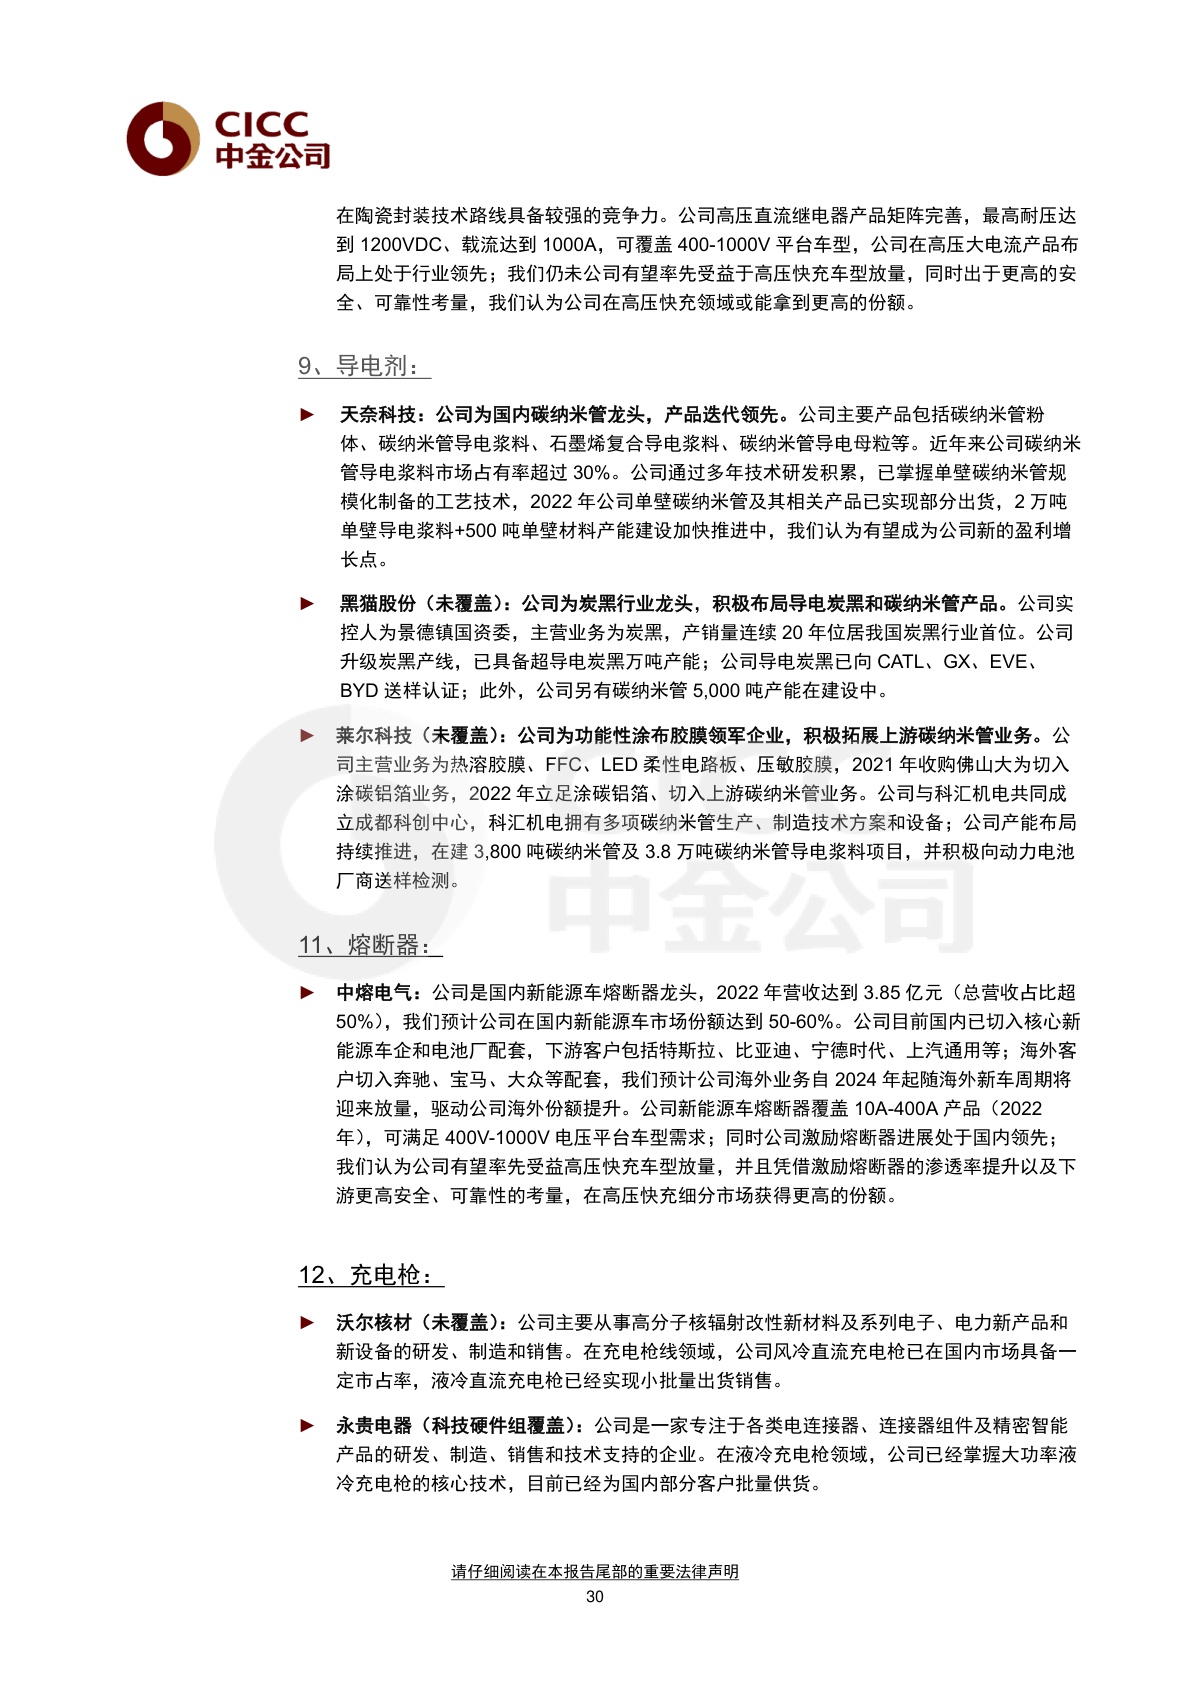 CICC
中金公司
在陶瓷封装技术路线具备较强的竞争力。公司高压直流继电器产品矩阵完善，最高耐压达
到 1200VDC、载流达到 1000A，可覆盖 400-1000V 平台车型，公司在高压大电流产品布
局上处于行业领先；我们仍未公司有望率先受益于高压快充车型放量，同时出于更高的安
全、可靠性考量，我们认为公司在高压快充领域或能拿到更高的份额。
9、导电剂：
► 天奈科技：公司为国内碳纳米管龙头，产品迭代领先。公司主要产品包括碳纳米管粉
体、碳纳米管导电浆料、石墨烯复合导电浆料、碳纳米管导电母粒等。近年来公司碳纳米
管导电浆料市场占有率超过 30%。公司通过多年技术研发积累，已掌握单壁碳纳米管规
模化制备的工艺技术，2022 年公司单壁碳纳米管及其相关产品已实现部分出货，2 万吨
单壁导电浆料+500 吨单壁材料产能建设加快推进中，我们认为有望成为公司新的盈利增
长点。
► 黑猫股份（未覆盖）：公司为炭黑行业龙头，积极布局导电炭黑和碳纳米管产品。公司实
控人为景德镇国资委，主营业务为炭黑，产销量连续 20 年位居我国炭黑行业首位。公司
升级炭黑产线，已具备超导电炭黑万吨产能；公司导电炭黑已向 CATL、GX、EVE、
BYD 送样认证；此外，公司另有碳纳米管 5,000 吨产能在建设中。
► 莱尔科技（未覆盖）：公司为功能性涂布胶膜领军企业，积极拓展上游碳纳米管业务。公
司主营业务为热溶胶膜、FFC、LED 柔性电路板、压敏胶膜，2021 年收购佛山大为切入
涂碳铝箔业务，2022 年立足涂碳铝箔、切入上游碳纳米管业务。公司与科汇机电共同成
立成都科创中心，科汇机电拥有多项碳纳米管生产、制造技术方案和设备；公司产能布局
持续推进，在建 3,800 吨碳纳米管及 3.8 万吨碳纳米管导电浆料项目，并积极向动力电池
厂商送样检测。
11、熔断器：
► 中熔电气：公司是国内新能源车熔断器龙头，2022 年营收达到 3.85 亿元（总营收占比超
50%），我们预计公司在国内新能源车市场份额达到 50-60%。公司目前国内已切入核心新
能源车企和电池厂配套，下游客户包括特斯拉、比亚迪、宁德时代、上汽通用等；海外客
户切入奔驰、宝马、大众等配套，我们预计公司海外业务自 2024 年起随海外新车周期将
迎来放量，驱动公司海外份额提升。公司新能源车熔断器覆盖 10A-400A 产品（2022
年），可满足 400V-1000V 电压平台车型需求；同时公司激励熔断器进展处于国内领先；
我们认为公司有望率先受益高压快充车型放量，并且凭借激励熔断器的渗透率提升以及下
游更高安全、可靠性的考量，在高压快充细分市场获得更高的份额。
12、充电枪：
► 沃尔核材（未覆盖）：公司主要从事高分子核辐射改性新材料及系列电子、电力新产品和
新设备的研发、制造和销售。在充电枪线领域，公司风冷直流充电枪已在国内市场具备一
定市占率，液冷直流充电枪已经实现小批量出货销售。
► 永贵电器（科技硬件组覆盖）：公司是一家专注于各类电连接器、连接器组件及精密智能
产品的研发、制造、销售和技术支持的企业。在液冷充电枪领域，公司已经掌握大功率液
冷充电枪的核心技术，目前已经为国内部分客户批量供货。
请仔细阅读在本报告尾部的重要法律声明
30